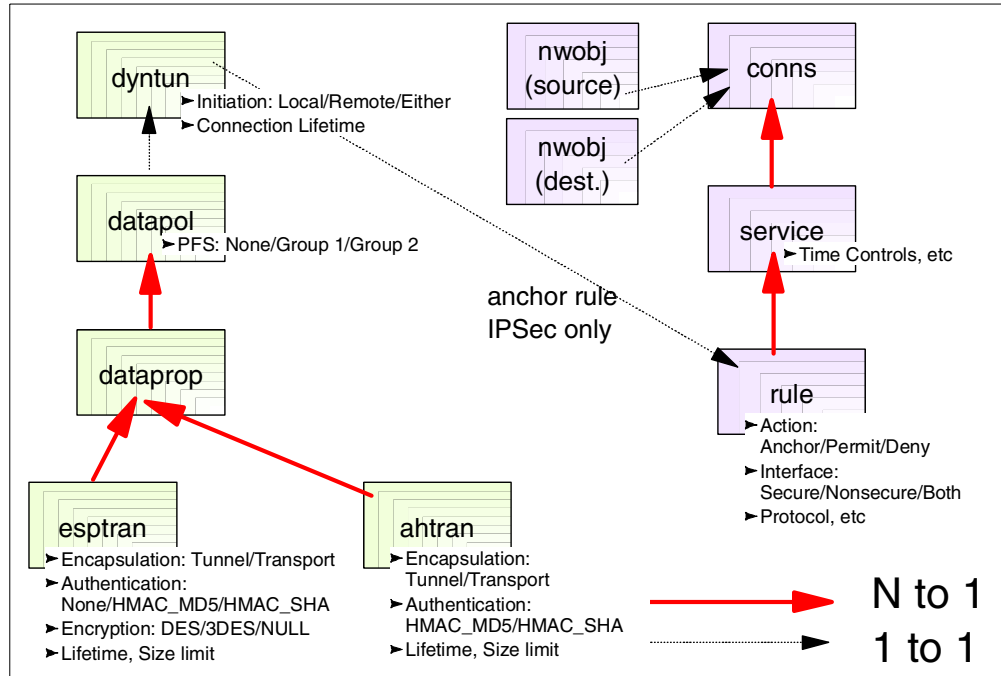 dyntun
➤Initiation: Local/Remote/Either
➤Connection Lifetime
nwobj
(source)
conns
nwobj
(dest.)
datapol
➤PFS: None/Group 1/Group 2
service
➤Time Controls, etc
anchor rule
IPSec only
dataprop
rule
➤Action:
Anchor/Permit/Deny
➤Interface:
Secure/Nonsecure/Both
➤Protocol, etc
esptran
➤Encapsulation: Tunnel/Transport
➤Authentication:
None/HMAC_MD5/HMAC_SHA
➤Encryption: DES/3DES/NULL
➤Lifetime, Size limit
ahtran
➤Encapsulation:
Tunnel/Transport
➤Authentication:
HMAC_MD5/HMAC_SHA
➤Lifetime, Size limit
N to 1
1 to 1